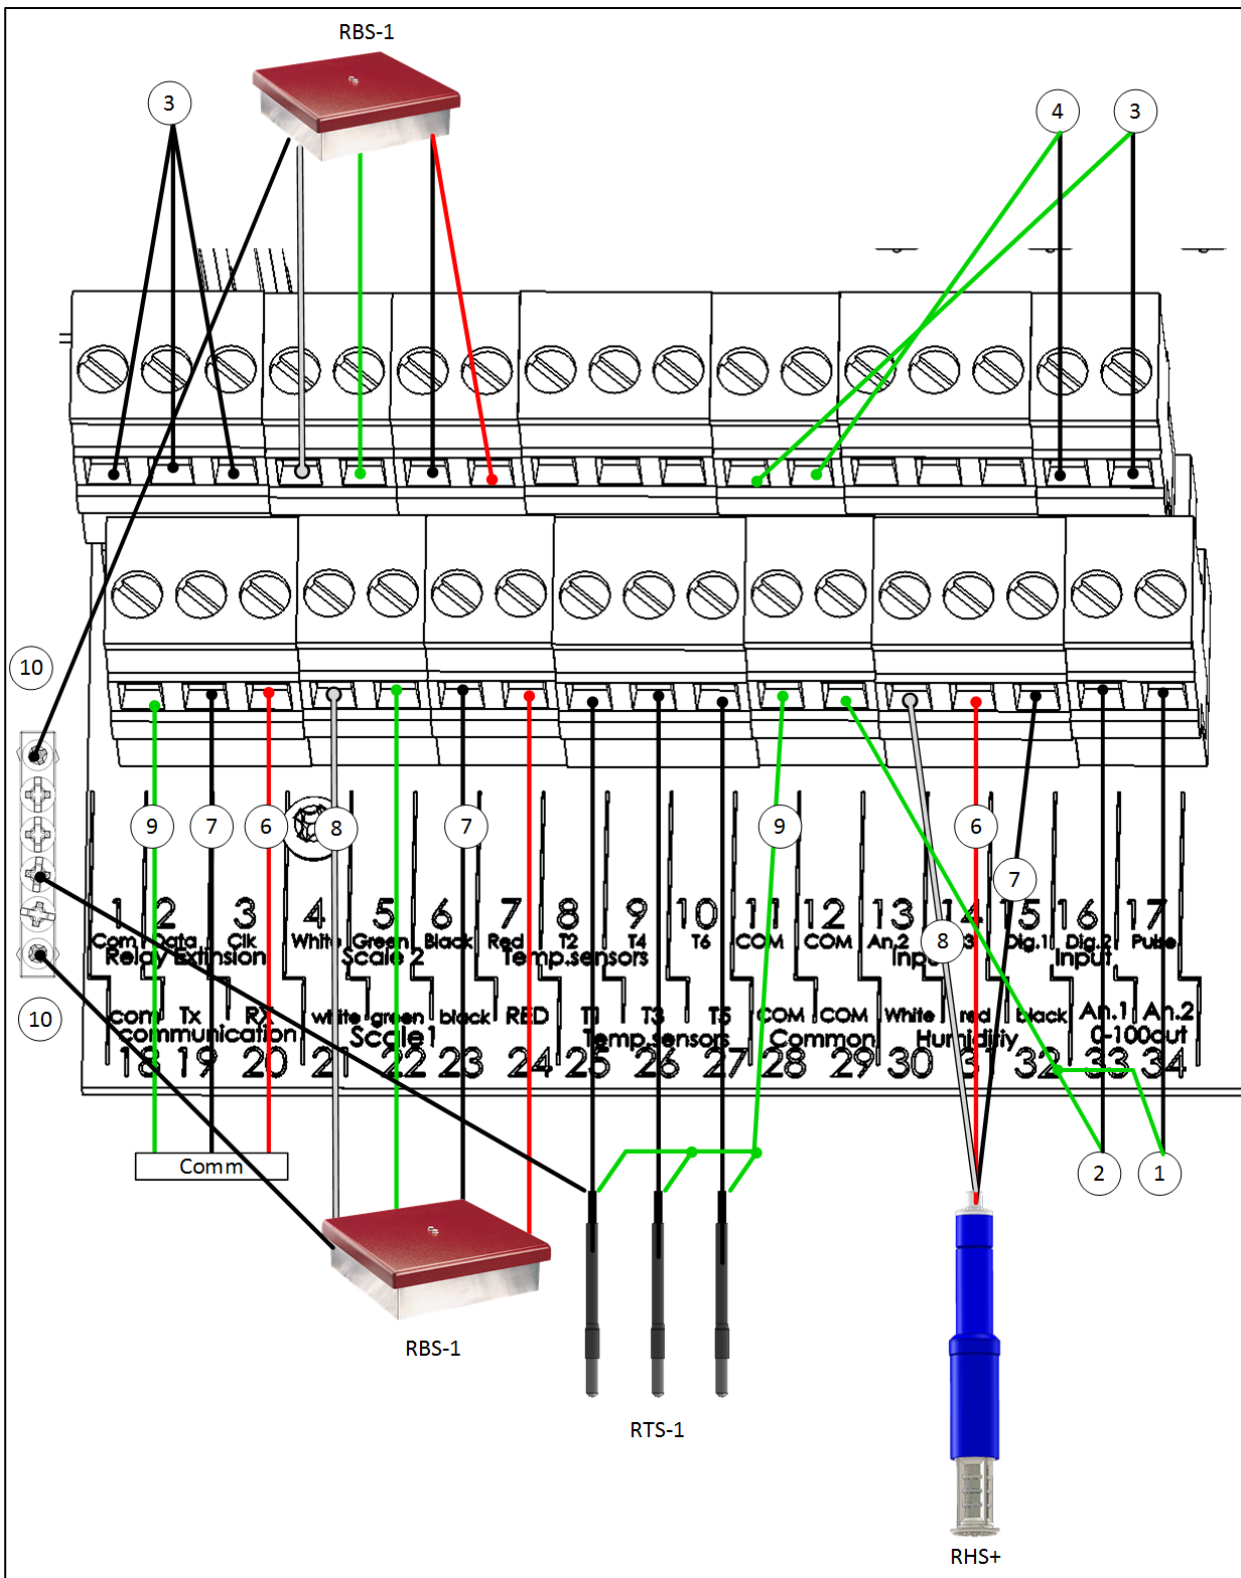 RBS-1
3
4 3
10
9 7 6 8 7 9 6
7
1 2 3 4 5 6 7 8 9 10 11 12 13 14 15 16 17
Com Data Clk White Green Black Red T2 T4 T6 COM COM An.2 Dig.1 Dig.2 Pulse
Relay Extinsion Scale 2 Temp.sensors Input
8
10
com Tx RX white green black RED T1 T3 T5 COM COM White red black An.1 An.2
communication Scale1 Temp.sensors Common Humiditiy 0-100out
18 19 20 21 22 23 24 25 26 27 28 29 30 3 32 33 34
Comm
2 1
RBS-1
RTS-1
RHS+